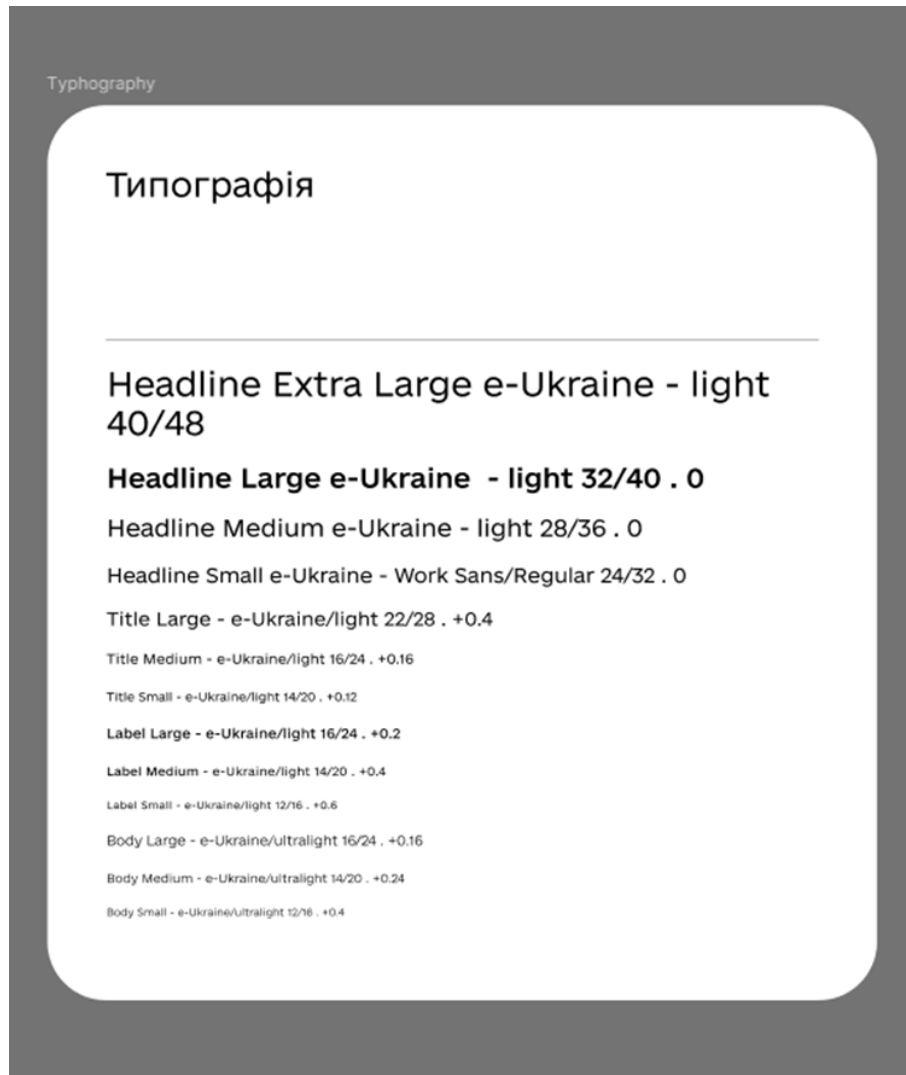 Typhography
Типографія
Headline Extra Large e-Ukraine - light
40/48
Headline Large e-Ukraine  - light 32/40 . 0
Headline Medium e-Ukraine - light 28/36 . 0
Headline Small e-Ukraine - Work Sans/Regular 24/32 . 0
Title Large - e-Ukraine/light 22/28 . +0.4
Title Medium - e-Ukraine/light 16/24 . +0.16
Title Small - e-Ukraine/light 14/20 . +0.12
Label Large - e-Ukraine/light 16/24 . +0.2
Label Medium - e-Ukraine/light 14/20 . +0.4
Label Small - e-Ukraine/light 12/16 . +0.6
Body Large - e-Ukraine/ultralight 16/24 . +0.16
Body Medium - e-Ukraine/ultralight 14/20 . +0.24
Body Small - e-Ukraine/ultralight 12/16 . +0.4